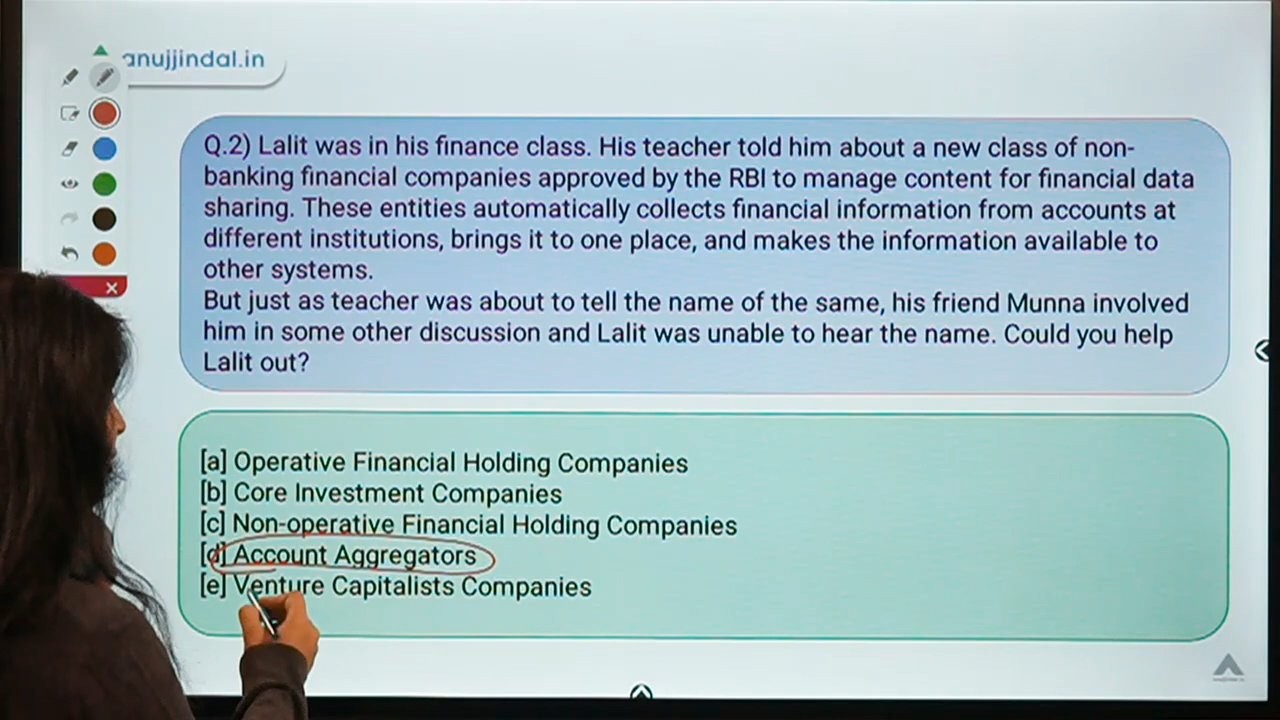 anujjindal.in
Q.2) Lalit was in his finance class. His teacher told him about a new class of non-
banking financial companies approved by the RBI to manage content for financial data
sharing. These entities automatically collects financial information from accounts at
different institutions, brings it to one place, and makes the information available to
other systems.
But just as teacher was about to tell the name of the same, his friend Munna involved
him in some other discussion and Lalit was unable to hear the name. Could you help
Lalit out?
[a] Operative Financial Holding Companies
[b] Core Investment Companies
[c] Non-operative Financial Holding Companies
[d] Account Aggregators
[e] Venture Capitalists Companies